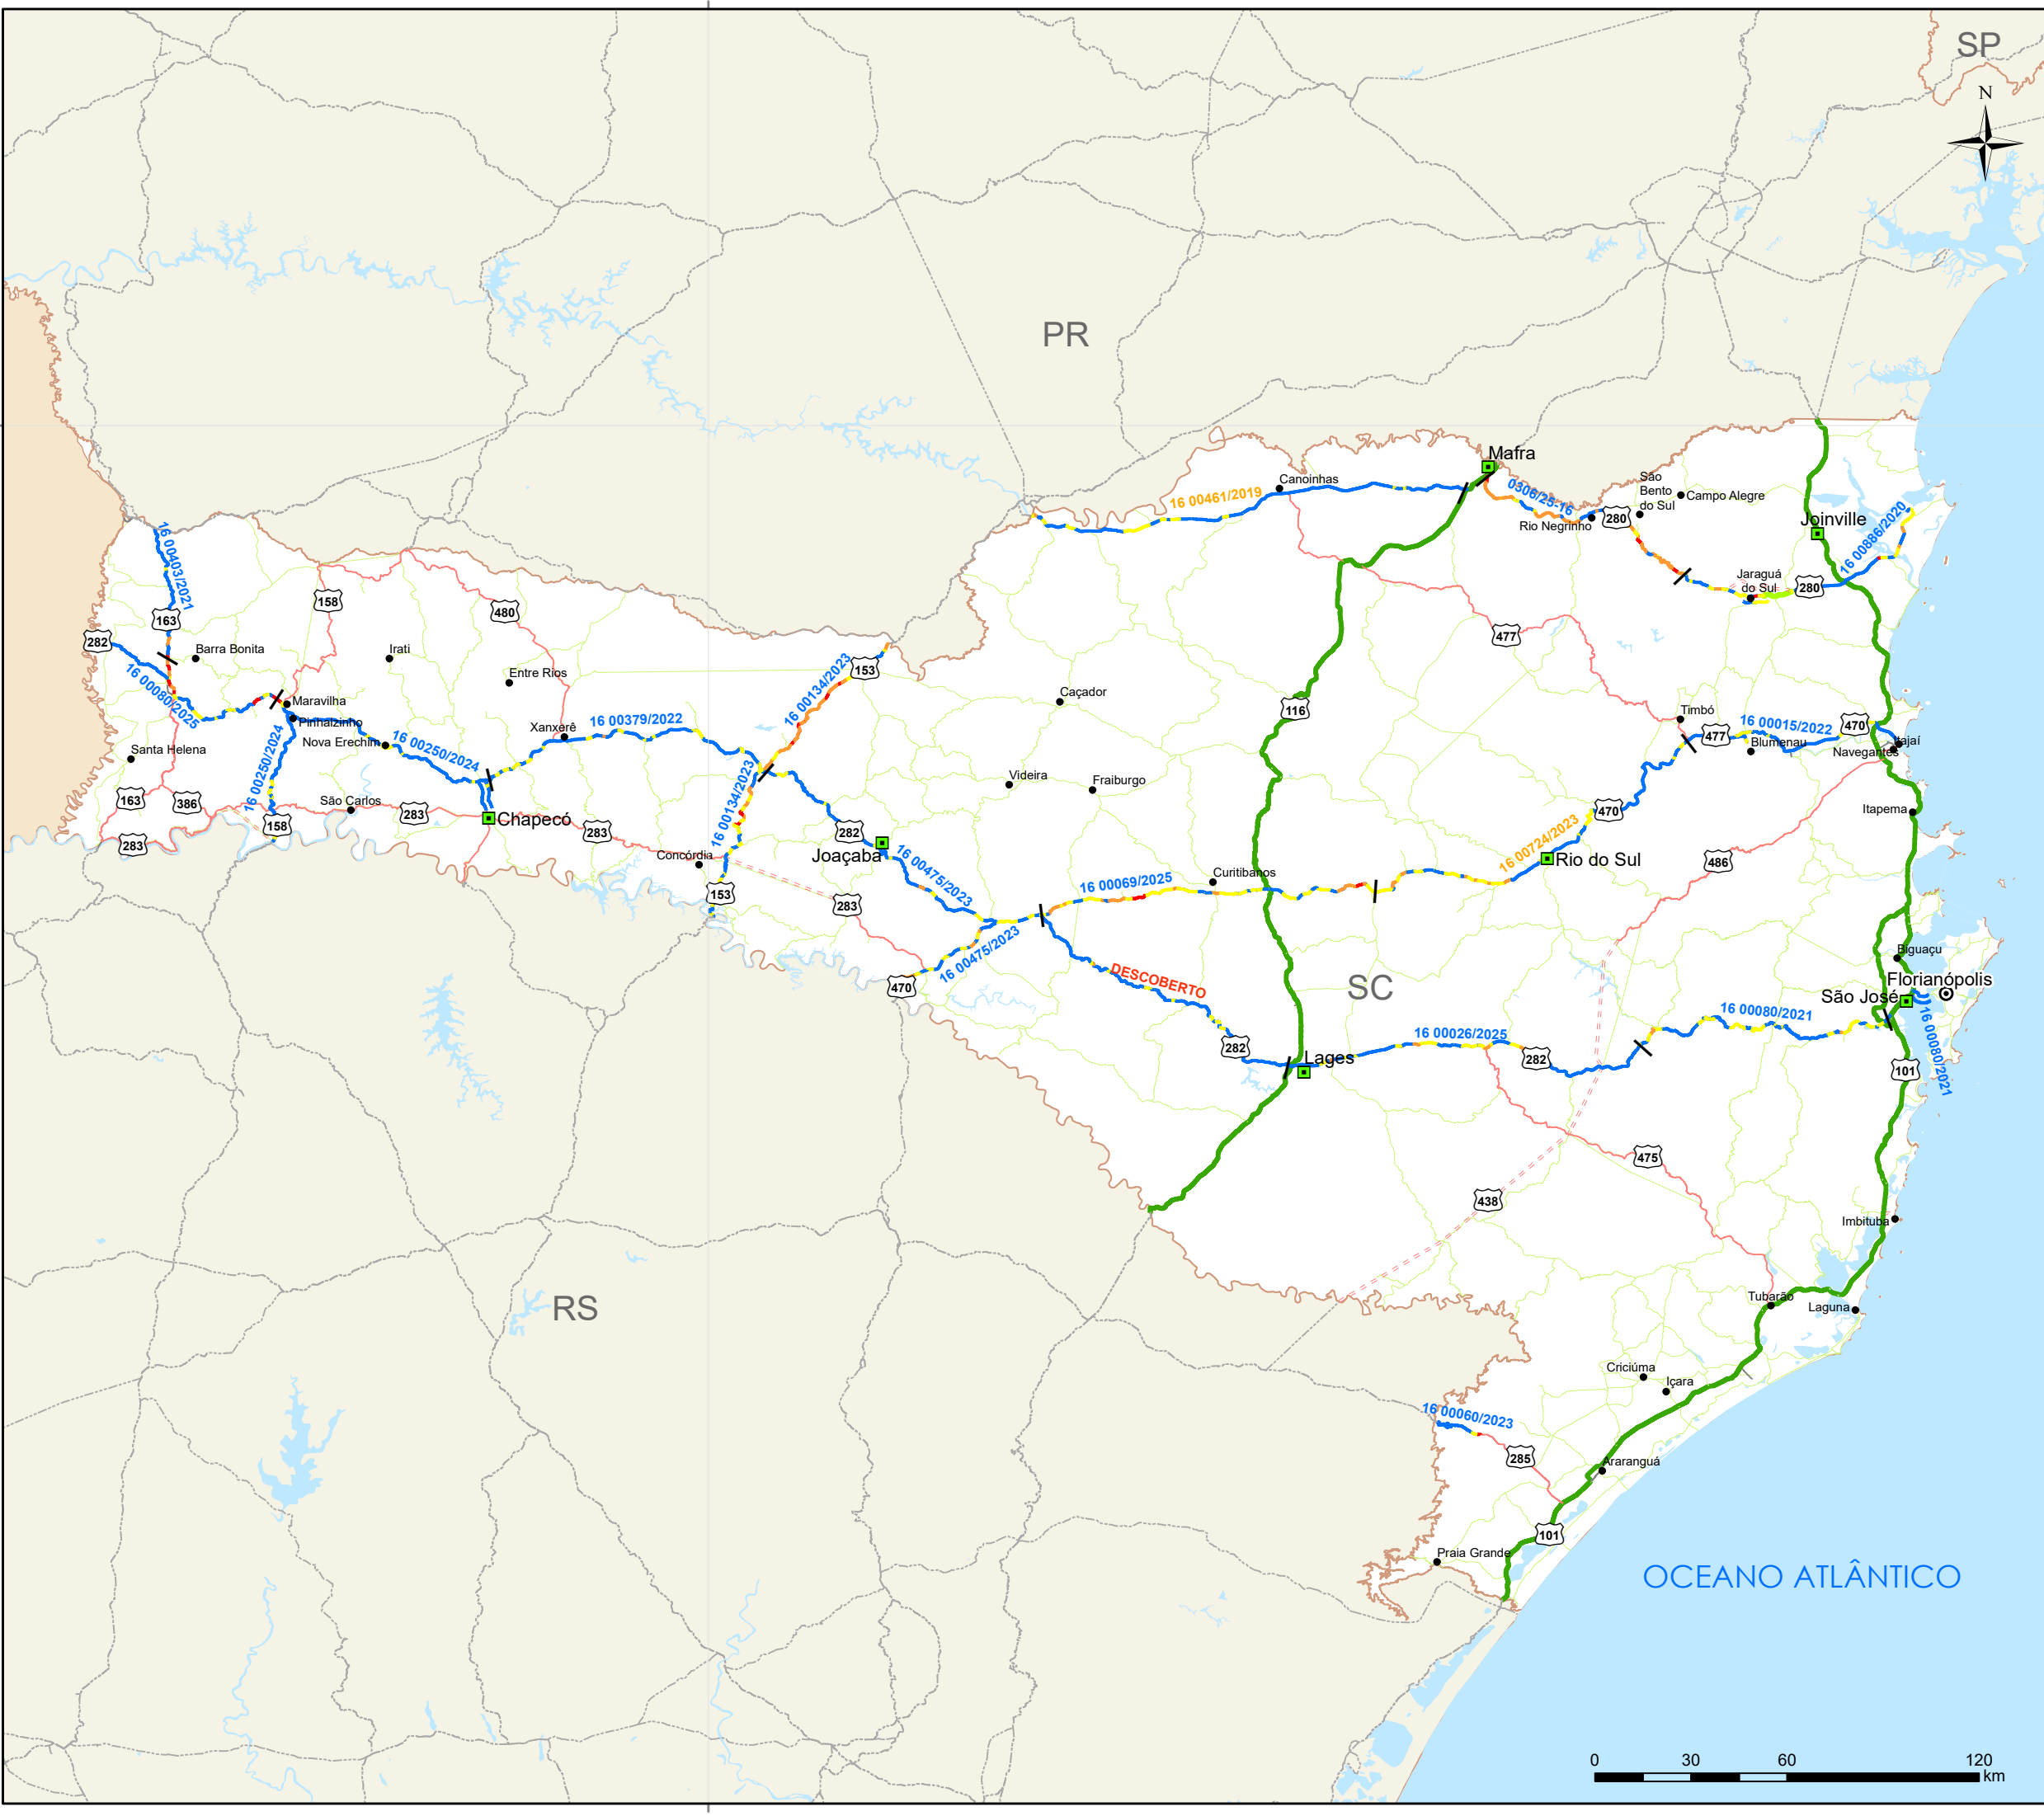 SP
N
PR
Mafra
Canoinhas
16 00461/2019
0306/25-16
São
Bento
do Sul
Campo Alegre
Rio Negrinho
280
Joinville
16 00886/2020
16 00403/2021
Jaraguá
do Sul
280
158
480
163
477
282
Barra Bonita
Irati
16 00080/2025
Entre Rios
16 00134/2023
153
Caçador
Maravilha
116
Timbó
Pinhalzinho
16 00379/2022
16 00015/2022
470
Xanxerê
477
Nova Erechim
16 00250/2024
Blumenau
Itajaí
Navegantes
Santa Helena
16 00250/2024
16 00134/2023
Videira
Fraiburgo
163
386
São Carlos
283
Chapecó
470
Itapema
158
283
282
283
Joaçaba
16 00724/2023
Rio do Sul
486
Concórdia
16 00475/2023
16 00069/2025
Curitibanos
153
283
16 00475/2023
Biguaçu
470
DESCOBERTO
SC
Florianópolis
São José
16 00080/2021
16 00080/2021
16 00026/2025
282
Lages
282
101
475
438
Imbituba
RS
Tubarão
Laguna
Criciúma
Içara
16 00060/2023
285
Araranguá
101
Praia Grande
OCEANO ATLÂNTICO
0 30 60 120
km